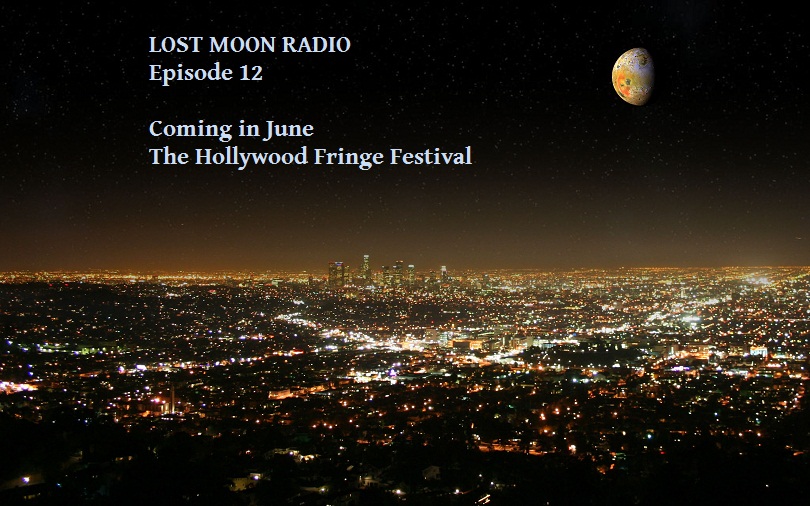 LOST MOON RADIO
Episode 12
Coming in June
The Hollywood Fringe Festival